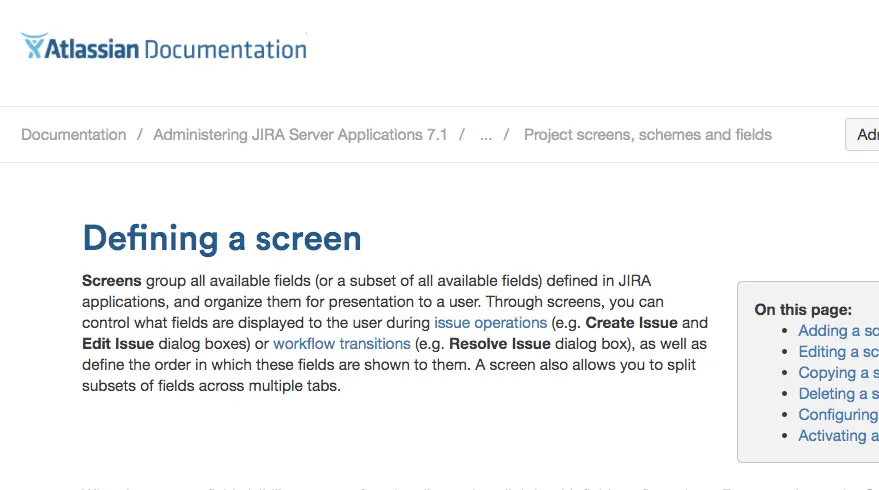 Atlassian Documentation
Documentation / Administering JIRA Server Applications 7.1 / ... / Project screens, schemes and fields
Defining a screen
Screens group all available fields (or a subset of all available fields) defined in JIRA
applications, and organize them for presentation to a user. Through screens, you can
control what fields are displayed to the user during issue operations (e.g. Create Issue and
Edit Issue dialog boxes) or workflow transitions (e.g. Resolve Issue dialog box), as well as
define the order in which these fields are shown to them. A screen also allows you to split
subsets of fields across multiple tabs.
On this page:
Adding a
Editing a
Copying a
Deleting a
Configuring
Activating a